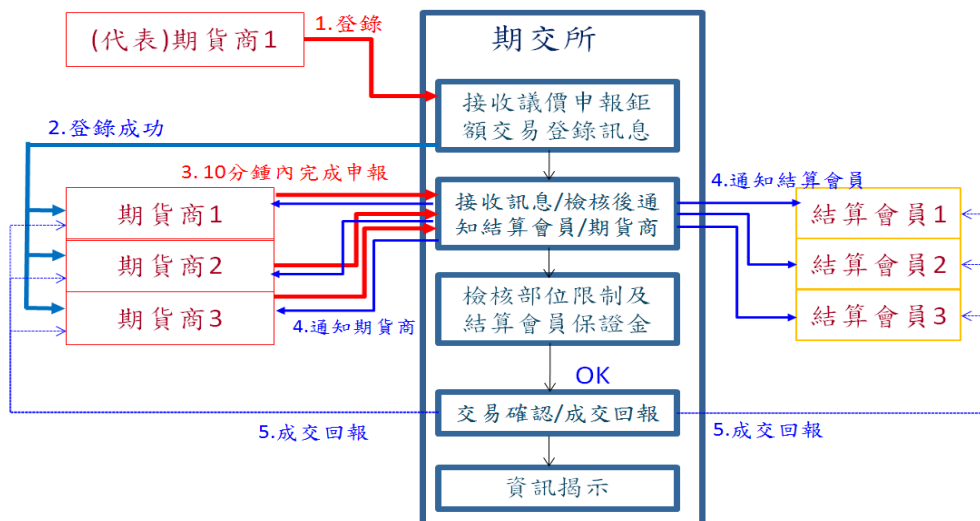 (代表)期貨商1
1.登錄
期交所
接收議價申報鉅
額交易登錄訊息
2.登錄成功
3.10分鐘內完成申報
4.通知結算會員
期貨商1
接收訊息/檢核後通
知結算會員/期貨商
結算會員1
期貨商2
結算會員2
期貨商3
檢核部位限制及
結算會員保證金
結算會員3
4.通知期貨商
OK
交易確認/成交回報
5.成交回報
5.成交回報
資訊揭示